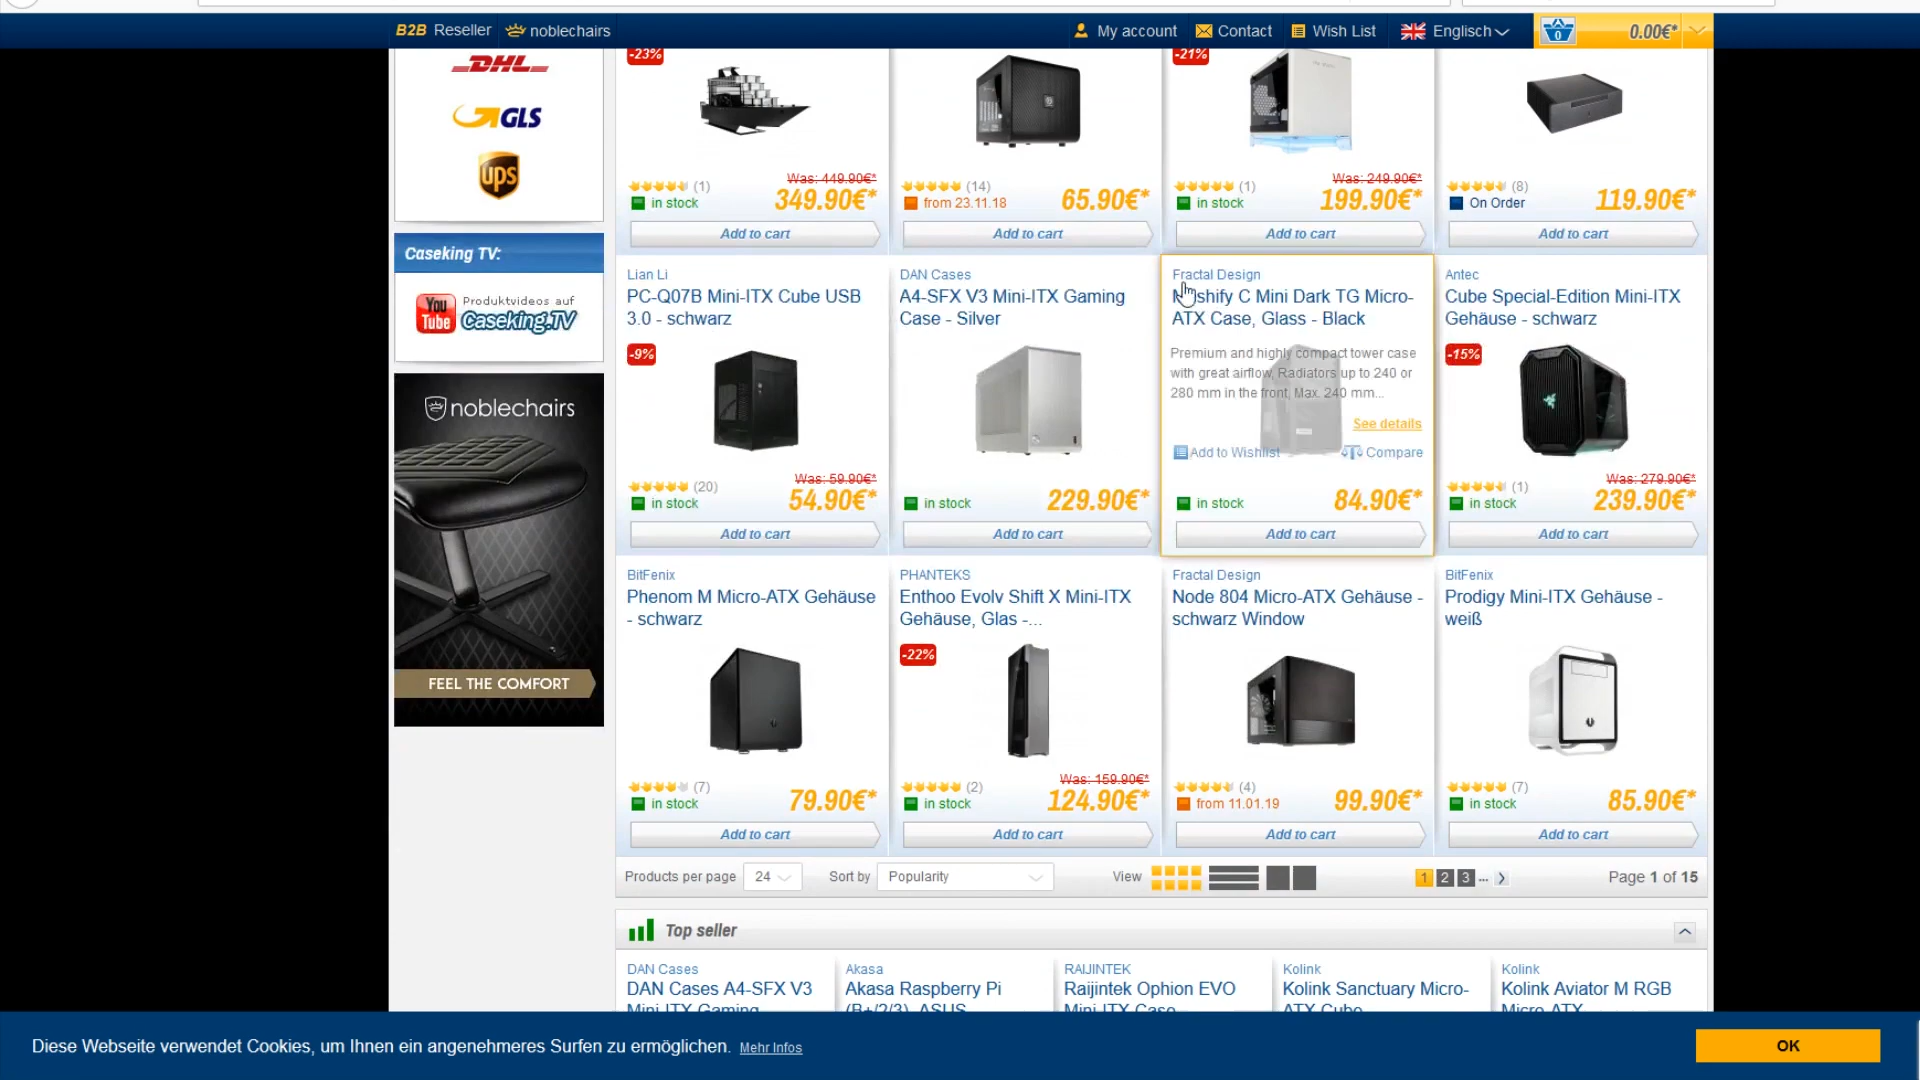 B2B Reseller
noblechairs
My account
Contact
Wish List
Englisch
0
0.00€*
DHL
GLS
ups
Caseking TV:
You Tube
Produktvideos auf
Caseking.TV
noblechairs
FEEL THE COMFORT
-23%
(1)
Was: 449.90€*
in stock
349.90€*
Add to cart
(14)
from 23.11.18
65.90€*
Add to cart
-21%
(1)
Was: 249.90€*
in stock
199.90€*
Add to cart
(8)
On Order
119.90€*
Add to cart
Lian Li
PC-Q07B Mini-ITX Cube USB
3.0 - schwarz
-9%
(20)
Was: 59.90€*
in stock
54.90€*
Add to cart
DAN Cases
A4-SFX V3 Mini-ITX Gaming
Case - Silver
in stock
229.90€*
Add to cart
Fractal Design
Meshify C Mini Dark TG Micro-
ATX Case, Glass - Black
Premium and highly compact tower case
with great airflow, Radiators up to 240 or
280 mm in the front, Max. 240 mm...
See details
Add to Wishlist
Compare
in stock
84.90€*
Add to cart
Antec
Cube Special-Edition Mini-ITX
Gehäuse - schwarz
-15%
(1)
Was: 279.90€*
in stock
239.90€*
Add to cart
BitFenix
Phenom M Micro-ATX Gehäuse
- schwarz
(7)
in stock
79.90€*
Add to cart
PHANTEKS
Enthoo Evolv Shift X Mini-ITX
Gehäuse, Glas -...
-22%
(2)
Was: 159.90€*
in stock
124.90€*
Add to cart
Fractal Design
Node 804 Micro-ATX Gehäuse -
schwarz Window
(4)
from 11.01.19
99.90€*
Add to cart
BitFenix
Prodigy Mini-ITX Gehäuse -
weiß
(7)
in stock
85.90€*
Add to cart
Products per page 24
Sort by Popularity
View
1 2 3 ...
Page 1 of 15
Top seller
DAN Cases
DAN Cases A4-SFX V3
Mini-ITX Gaming
Akasa
Akasa Raspberry Pi
(B+/2/3), ASUS
RAIJINTEK
Raijintek Ophion EVO
Mini-ITX Case
Kolink
Kolink Sanctuary Micro-
ATX Cube
Kolink
Kolink Aviator M RGB
Micro-ATX
Diese Webseite verwendet Cookies, um Ihnen ein angenehmeres Surfen zu ermöglichen. Mehr Infos
OK